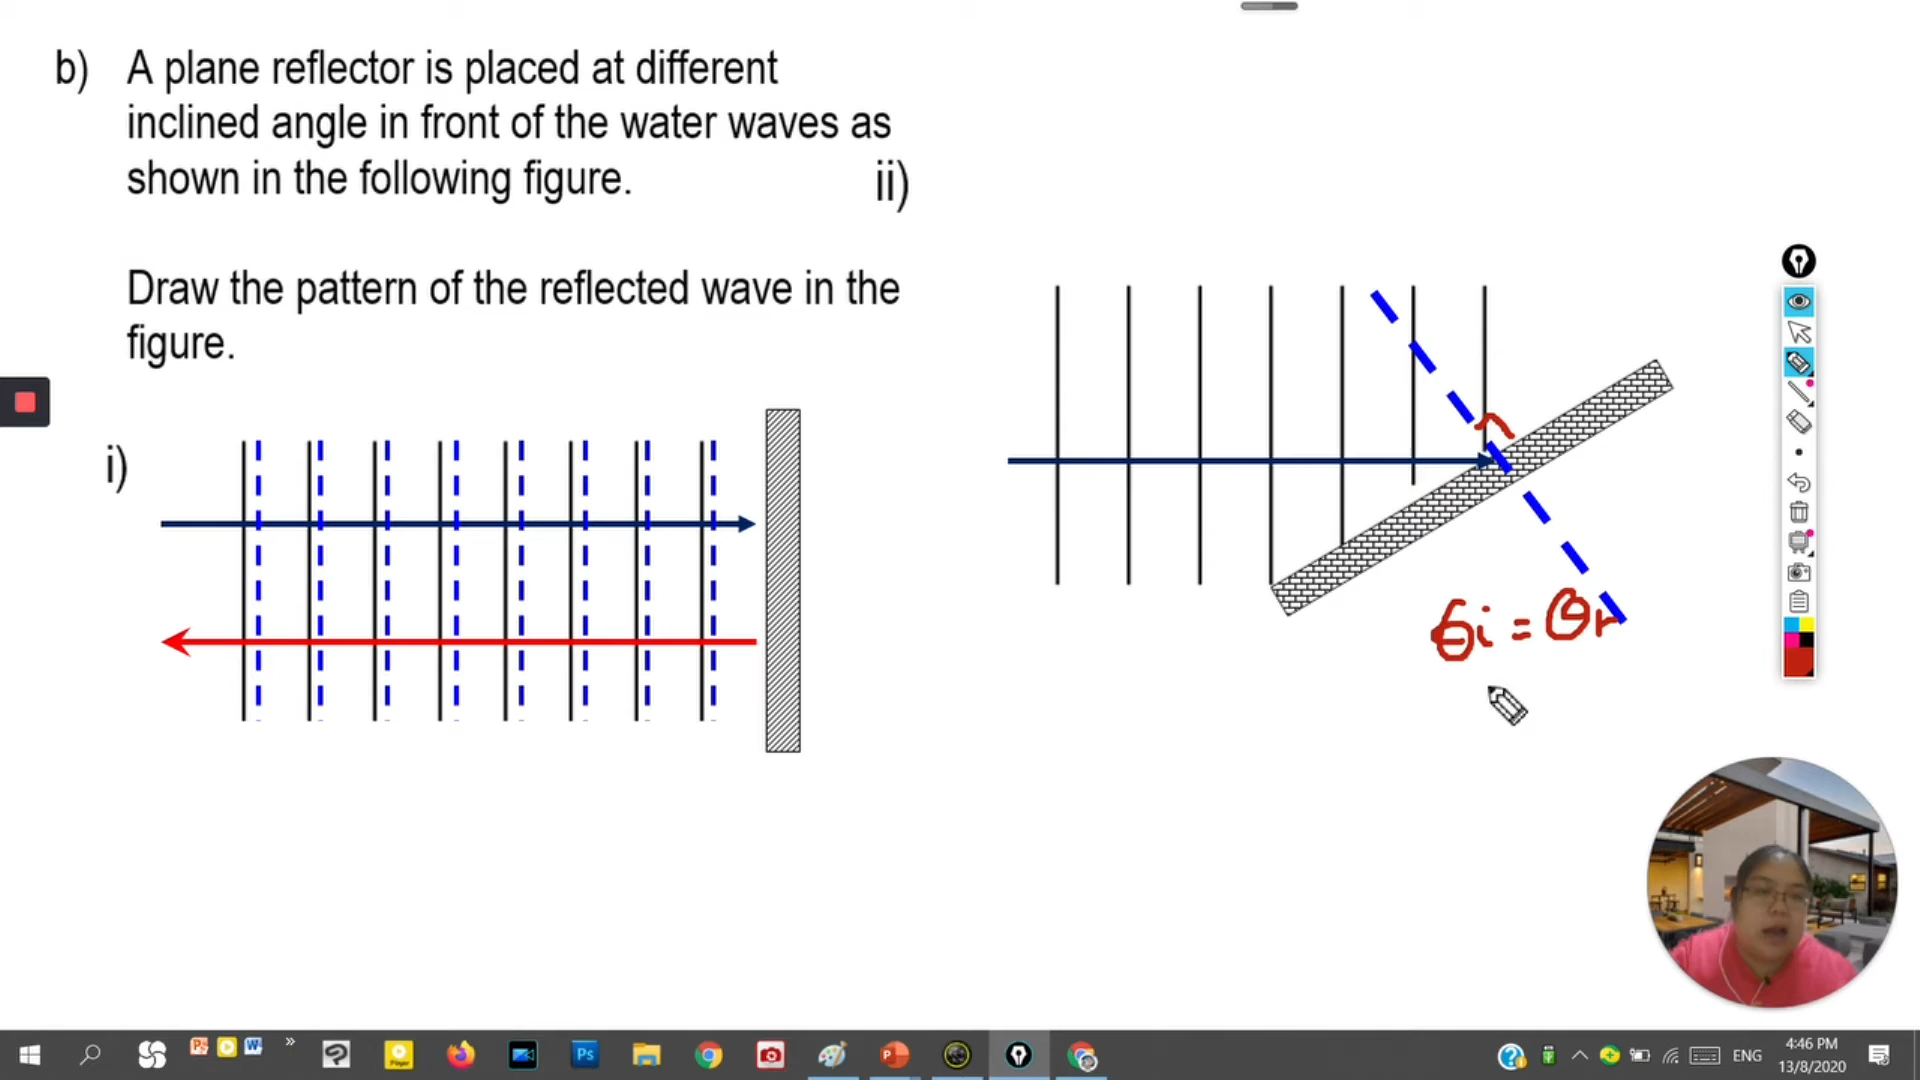 b) A plane reflector is placed at different
inclined angle in front of the water waves as
shown in the following figure.
ii)
Draw the pattern of the reflected wave in the
figure.
i)
θi = θr
ENG
4:46 PM
13/8/2020